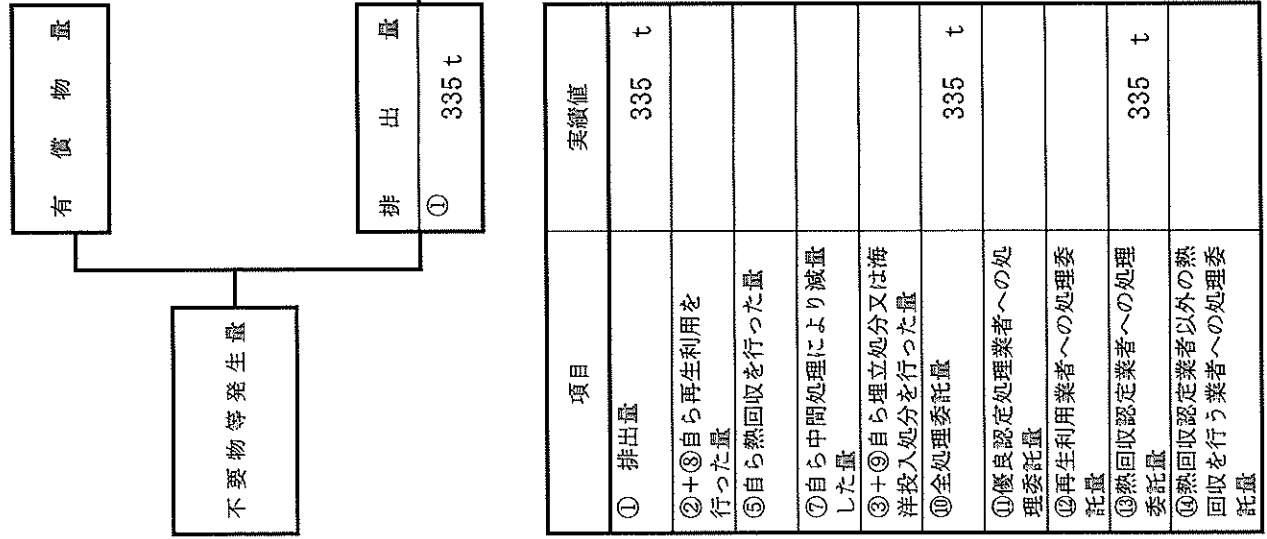 有償物量
不要物等発生量
排出量
① 335 t
項目 実績値
① 排出量 335 t
②+⑧自ら再生利用を
行った量
⑤自ら熱回収を行った量
⑦自ら中間処理により減量
した量
③+⑨自ら埋立処分又は海
洋投入処分を行った量
⑩全処理委託量 335 t
⑪優良認定処理業者への処
理委託量
⑫再生利用業者への処理委
託量
⑬熱回収認定業者への処理
委託量 335 t
⑭熱回収認定業者以外の熱
回収を行う業者への処理委
託量